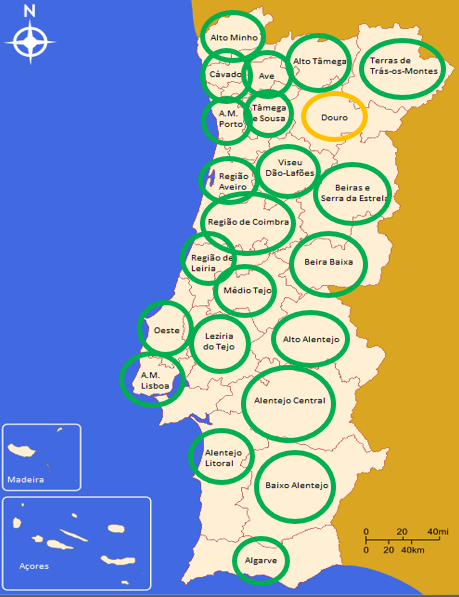 N
Alto Minho
Cávado
Ave
Alto Tâmega
Terras de
Trás-os-Montes
A.M.
Porto
Tâmega
e Sousa
Douro
Região
Aveiro
Viseu
Dão-Lafões
Beiras e
Serra da Estrela
Região de Coimbra
Região de
Leiria
Beira Baixa
Médio Tejo
Oeste
Leziria
do Tejo
Alto Alentejo
A.M.
Lisboa
Alentejo Central
Alentejo
Litoral
Baixo Alentejo
Algarve
Madeira
Açores
0 20 40mi
0 20 40km